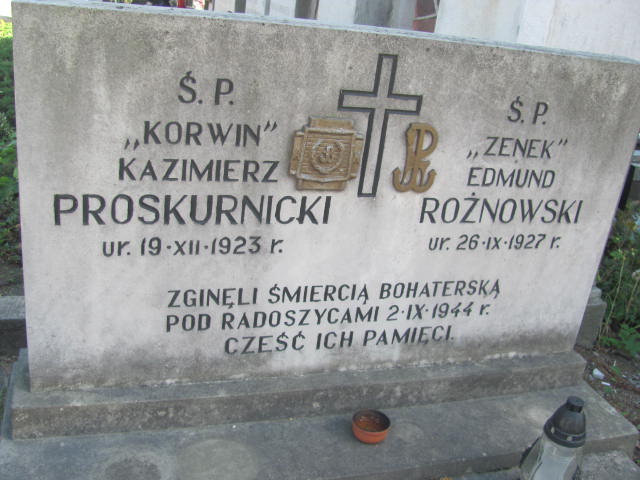 Ś. P.
„KORWIN”
KAZIMIERZ
PROSKURNICKI
ur. 19·XII·1923 r.
Ś. P.
„ZENEK”
EDMUND
ROŻNOWSKI
ur. 26·IX·1927 r.
ZGINĘLI ŚMIERCIĄ BOHATERSKĄ
POD RADOSZYCAMI 2·IX·1944 r.
CZEŚĆ ICH PAMIĘCI.